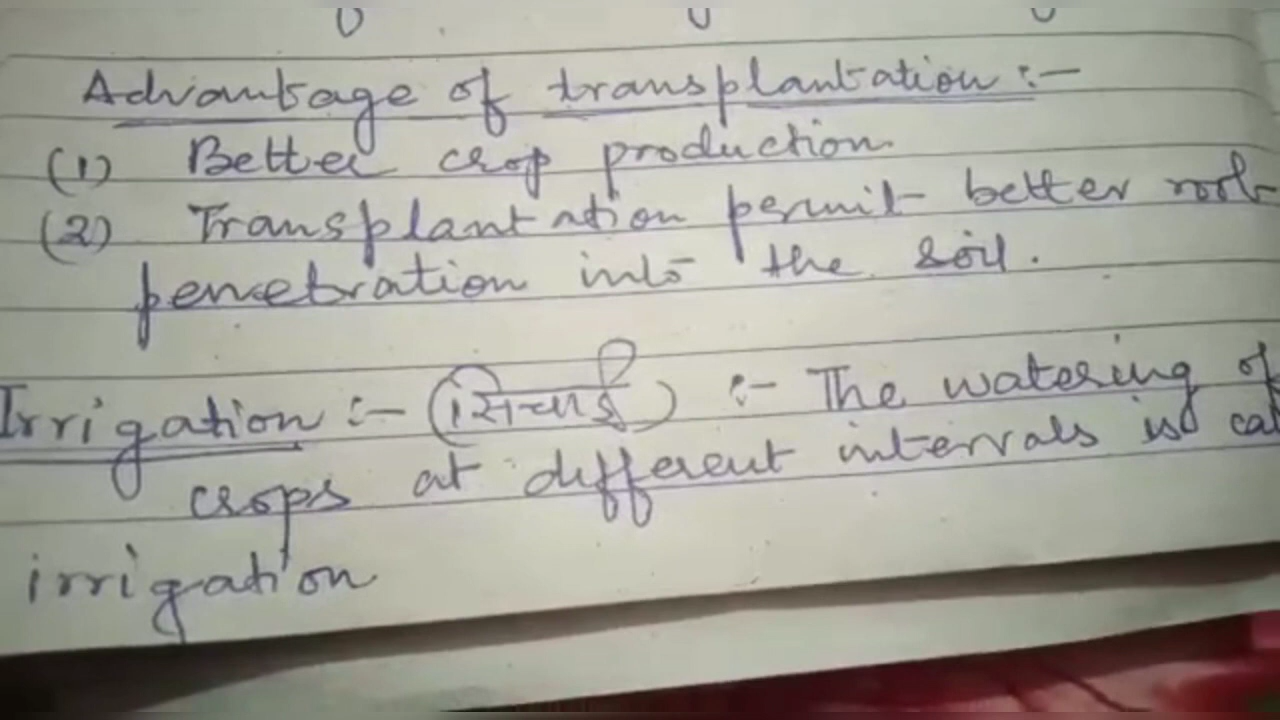 Advantage of transplantation :-
(1) Better crop production.
(2) Transplantation permit better root
penetration into the soil.
Irrigation :- (सिंचाई) :- The watering of
crops at different intervals is
irrigation